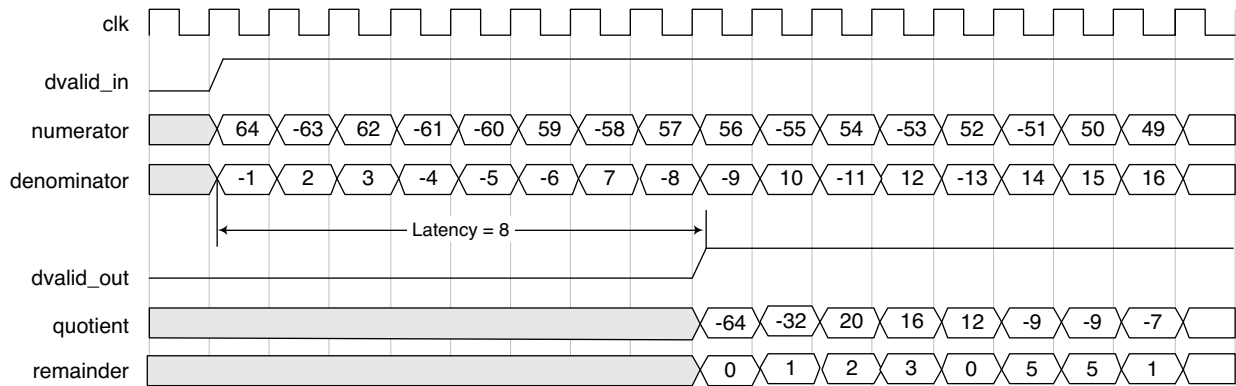 clk
dvalid_in
numerator 64 -63 62 -61 -60 59 -58 57 56 -55 54 -53 52 -51 50 49
denominator -1 2 3 -4 -5 -6 7 -8 -9 10 -11 12 -13 14 15 16
Latency = 8
dvalid_out
quotient -64 -32 20 16 12 -9 -9 -7
remainder 0 1 2 3 0 5 5 1